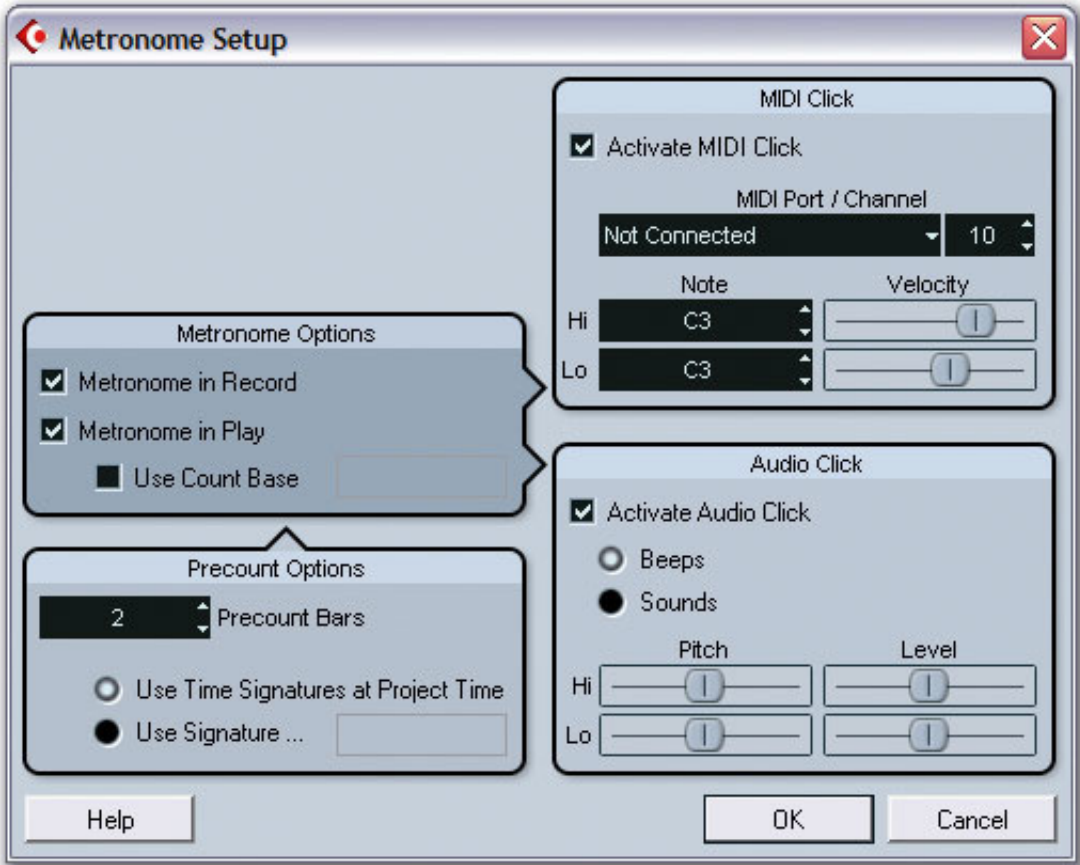 Metronome Setup
MIDI Click
Activate MIDI Click
MIDI Port / Channel
Not Connected 10
Note Velocity
Hi C3
Lo C3
Metronome Options
Metronome in Record
Metronome in Play
Use Count Base
Audio Click
Activate Audio Click
Beeps
Sounds
Pitch Level
Hi
Lo
Precount Options
2 Precount Bars
Use Time Signatures at Project Time
Use Signature ...
Help OK Cancel